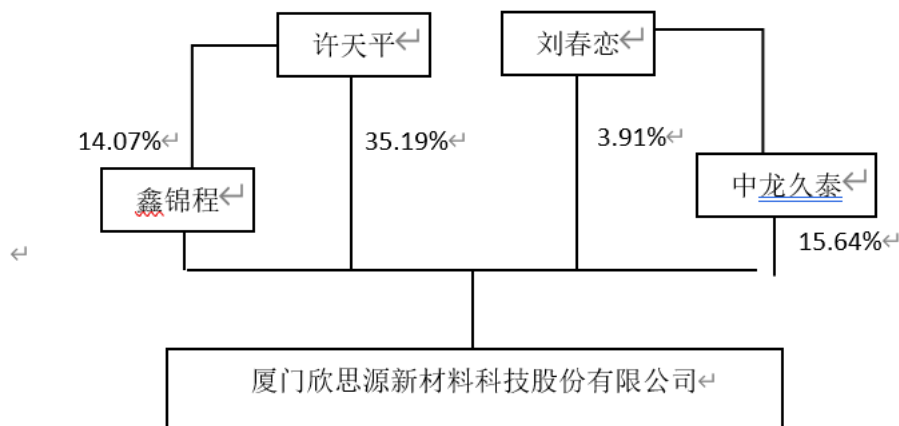 许天平
刘春恋
14.07%
35.19%
3.91%
鑫锦程
中龙久泰
15.64%
厦门欣思源新材料科技股份有限公司